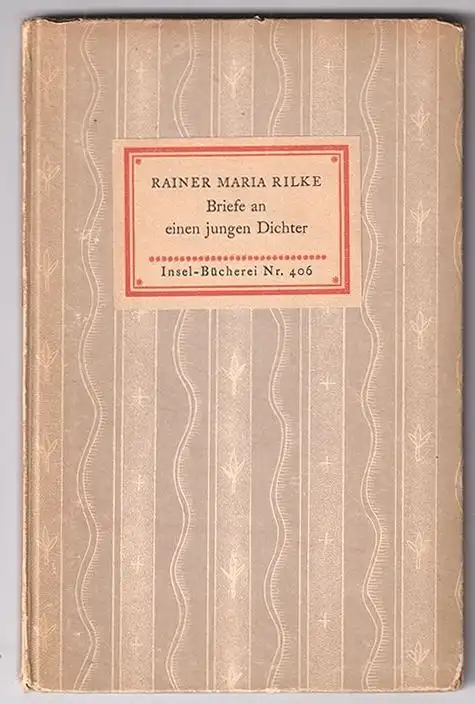 RAINER MARIA RILKE
Briefe an
einen jungen Dichter
Insel-Bücherei Nr. 406